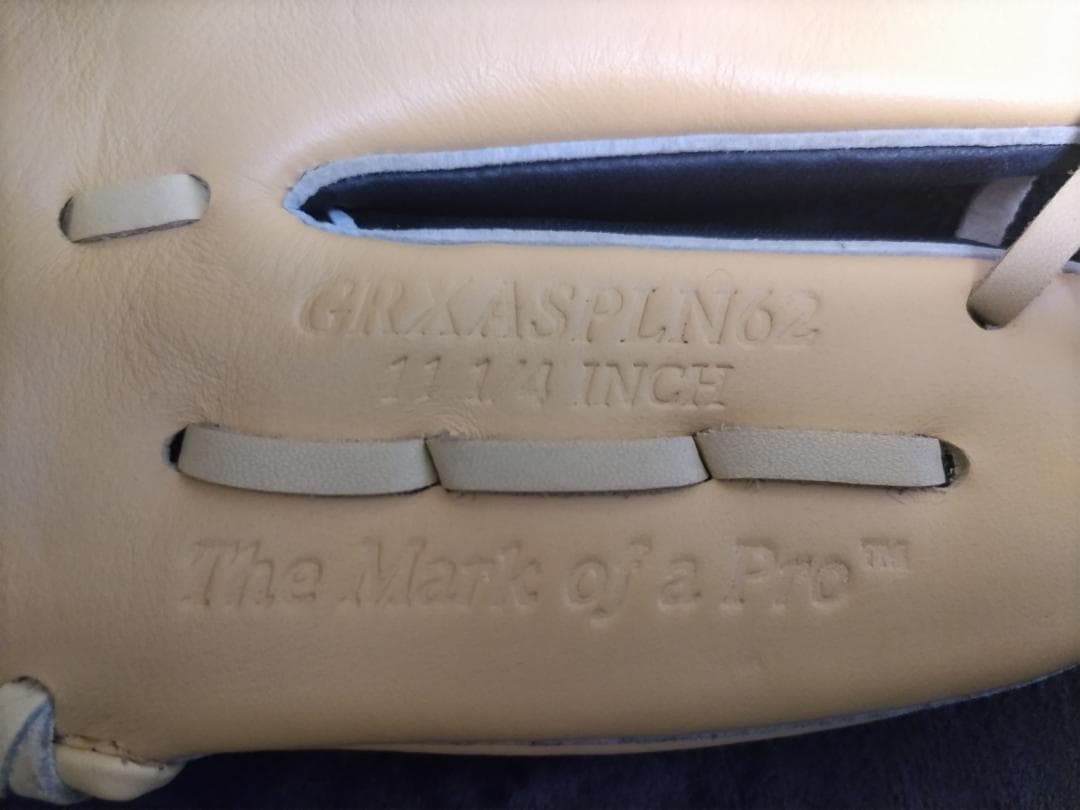 GRXASPLN62
11 1/4 INCH
The Mark of a Pro™